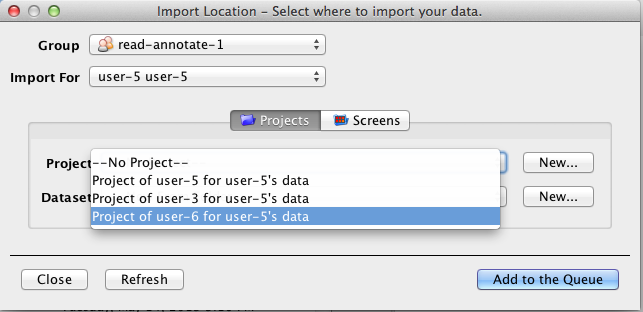 Import Location - Select where to import your data.
Group read-annotate-1
Import For user-5 user-5
Projects Screens
Project New...
--No Project--
Project of user-5 for user-5's data
Dataset New...
Project of user-3 for user-5's data
Project of user-6 for user-5's data
Close Refresh Add to the Queue